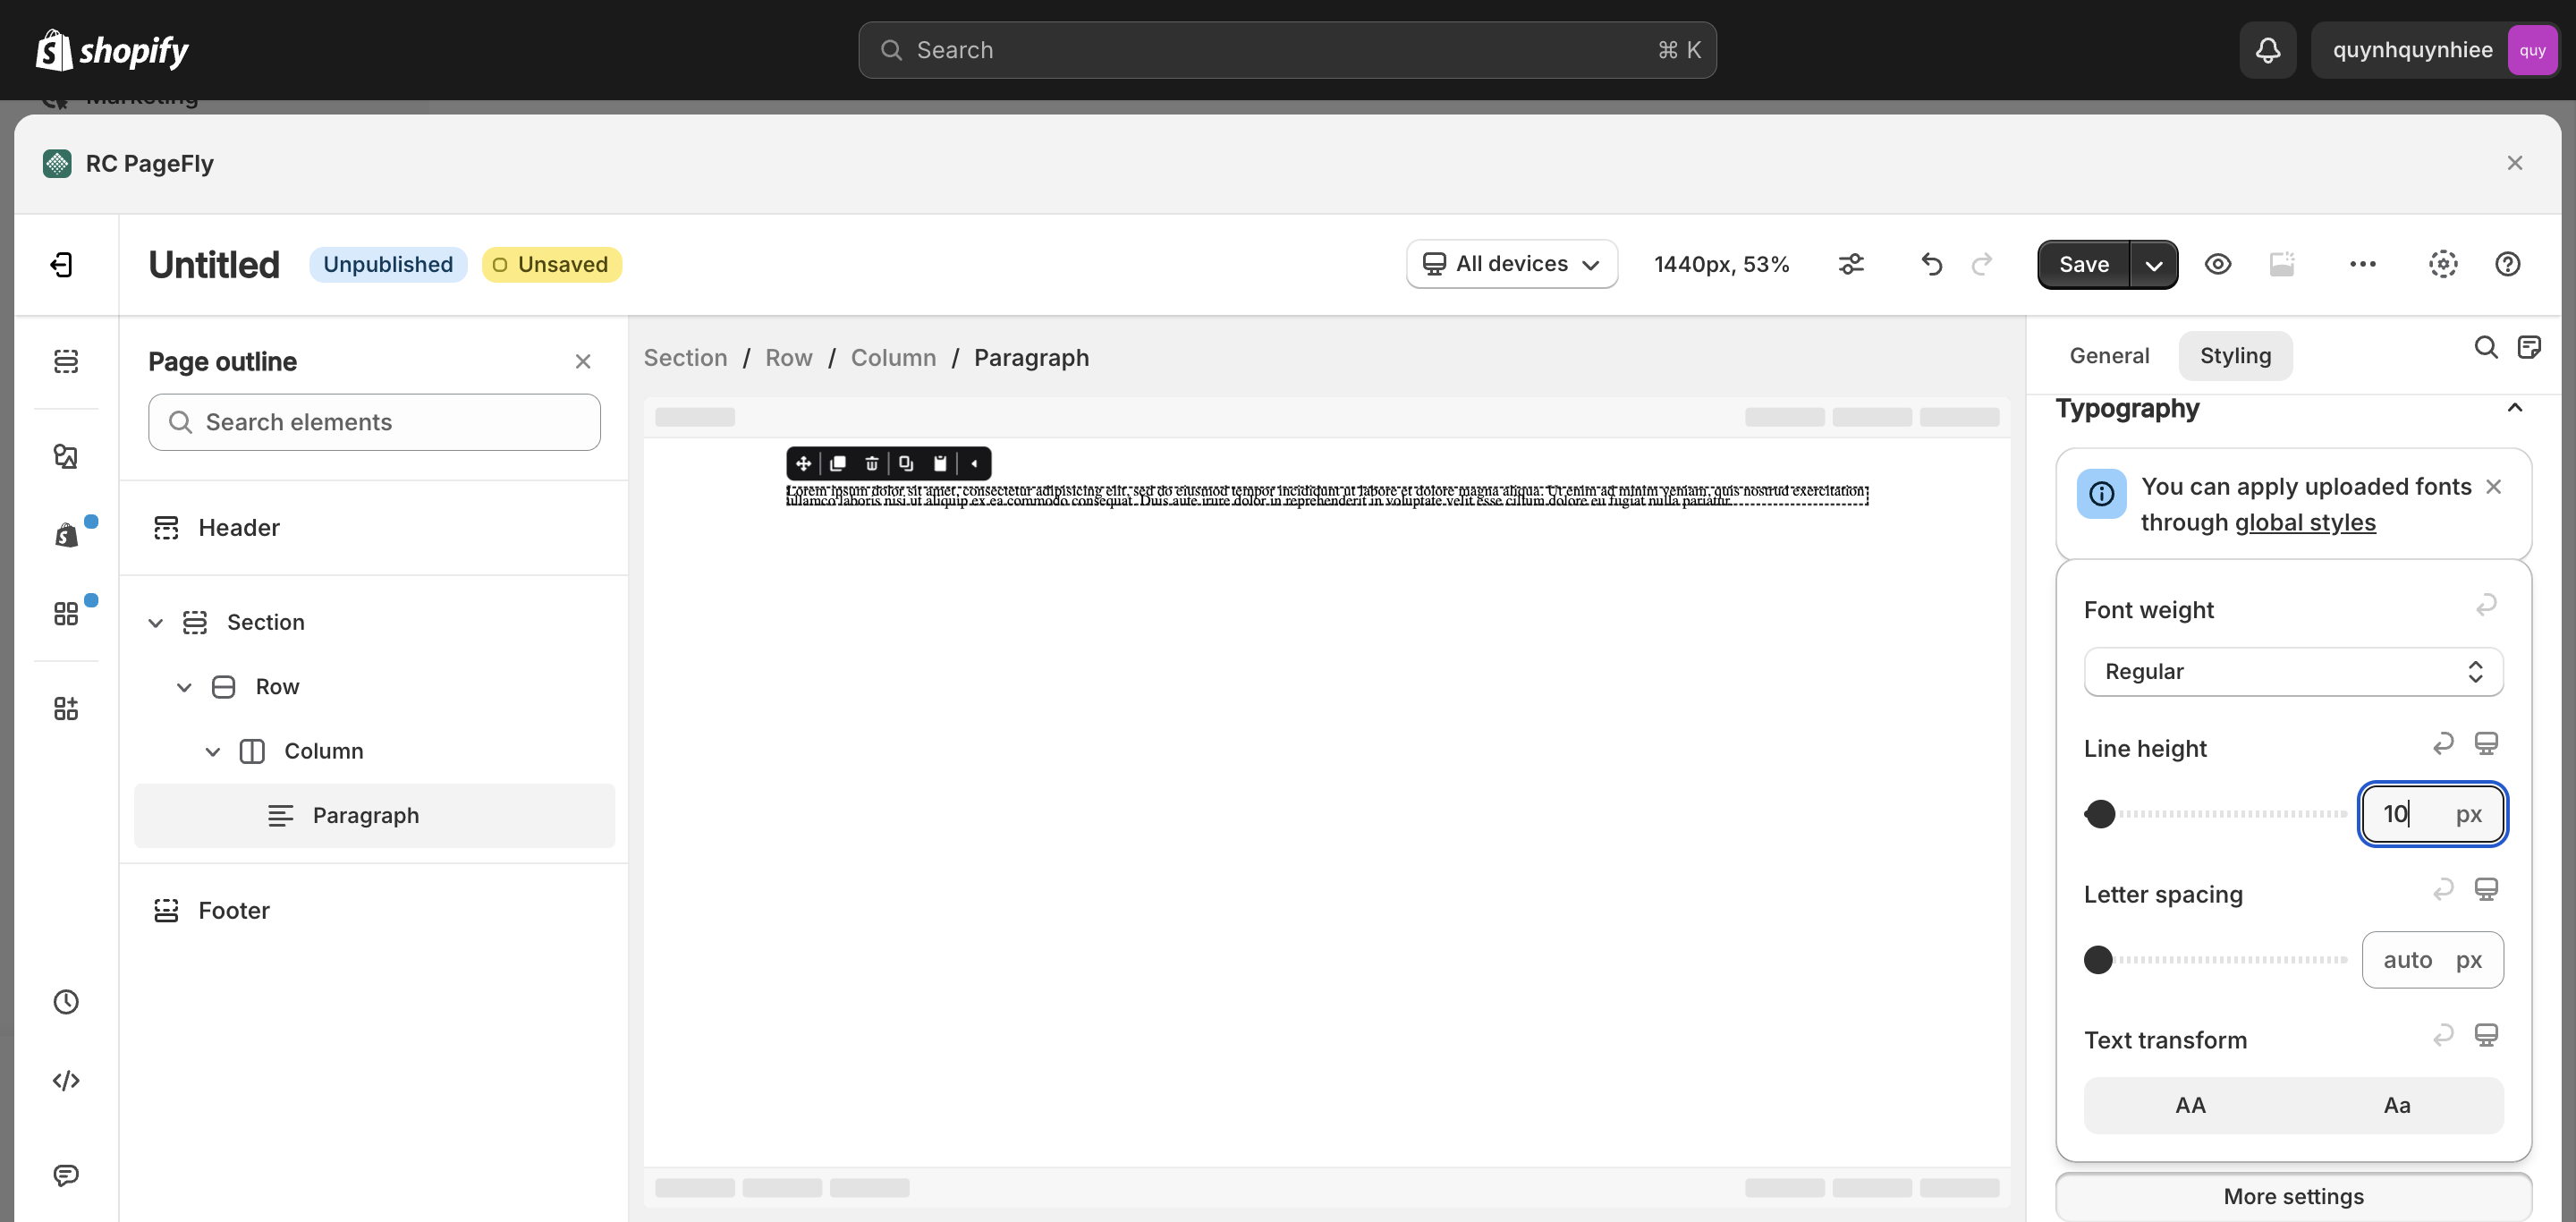 shopify
Search
⌘ K
quynhquynhiee
quy
Marketing
RC PageFly
Untitled
Unpublished
Unsaved
All devices
1440px, 53%
Save
Page outline
Search elements
Header
Section
Row
Column
Paragraph
Footer
Section / Row / Column / Paragraph
Lorem ipsum dolor sit amet, consectetur adipisicing elit, sed do eiusmod tempor incididunt ut labore et dolore magna aliqua. Ut enim ad minim veniam, quis nostrud exercitation
ullamco laboris nisi ut aliquip ex ea commodo consequat. Duis aute irure dolor in reprehenderit in voluptate velit esse cillum dolore eu fugiat nulla pariatur.
General
Styling
Typography
You can apply uploaded fonts
through global styles
Font weight
Regular
Line height
10 px
Letter spacing
auto px
Text transform
AA
Aa
More settings